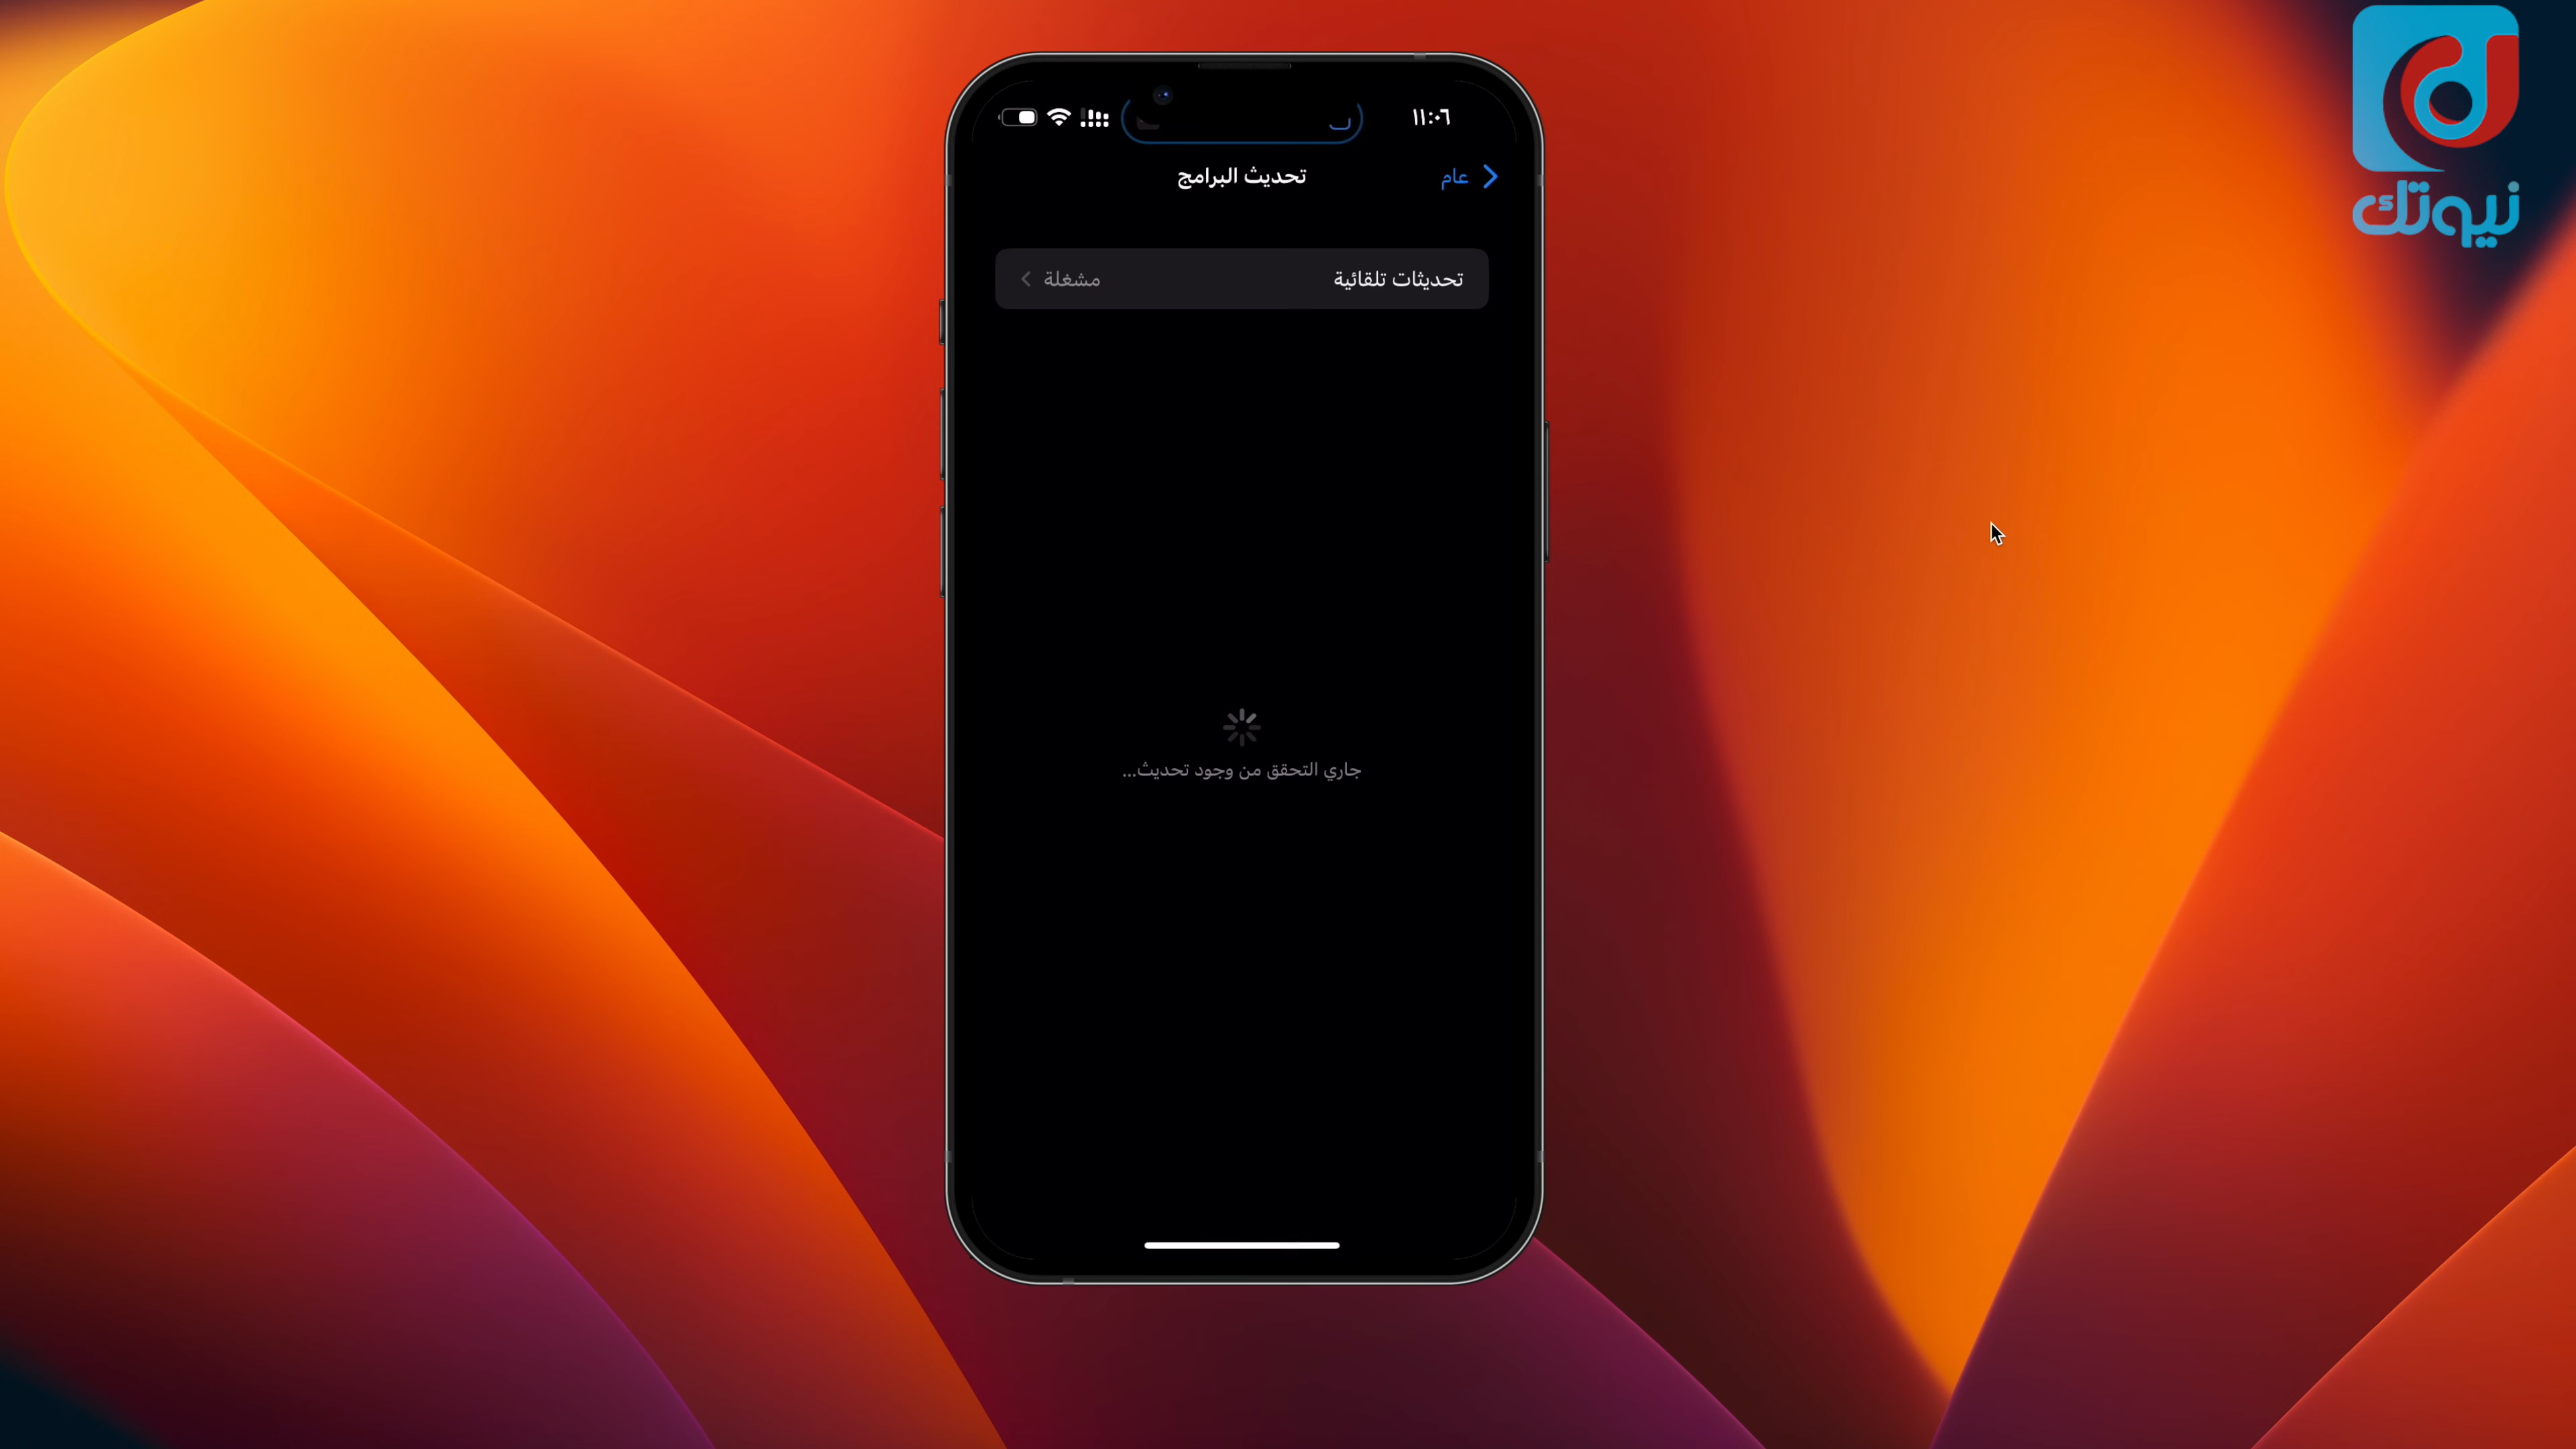 ١١:٠٦
عام
تحديث البرامج
تحديثات تلقائية
مشغلة
جاري التحقق من وجود تحديث...
نيوتك